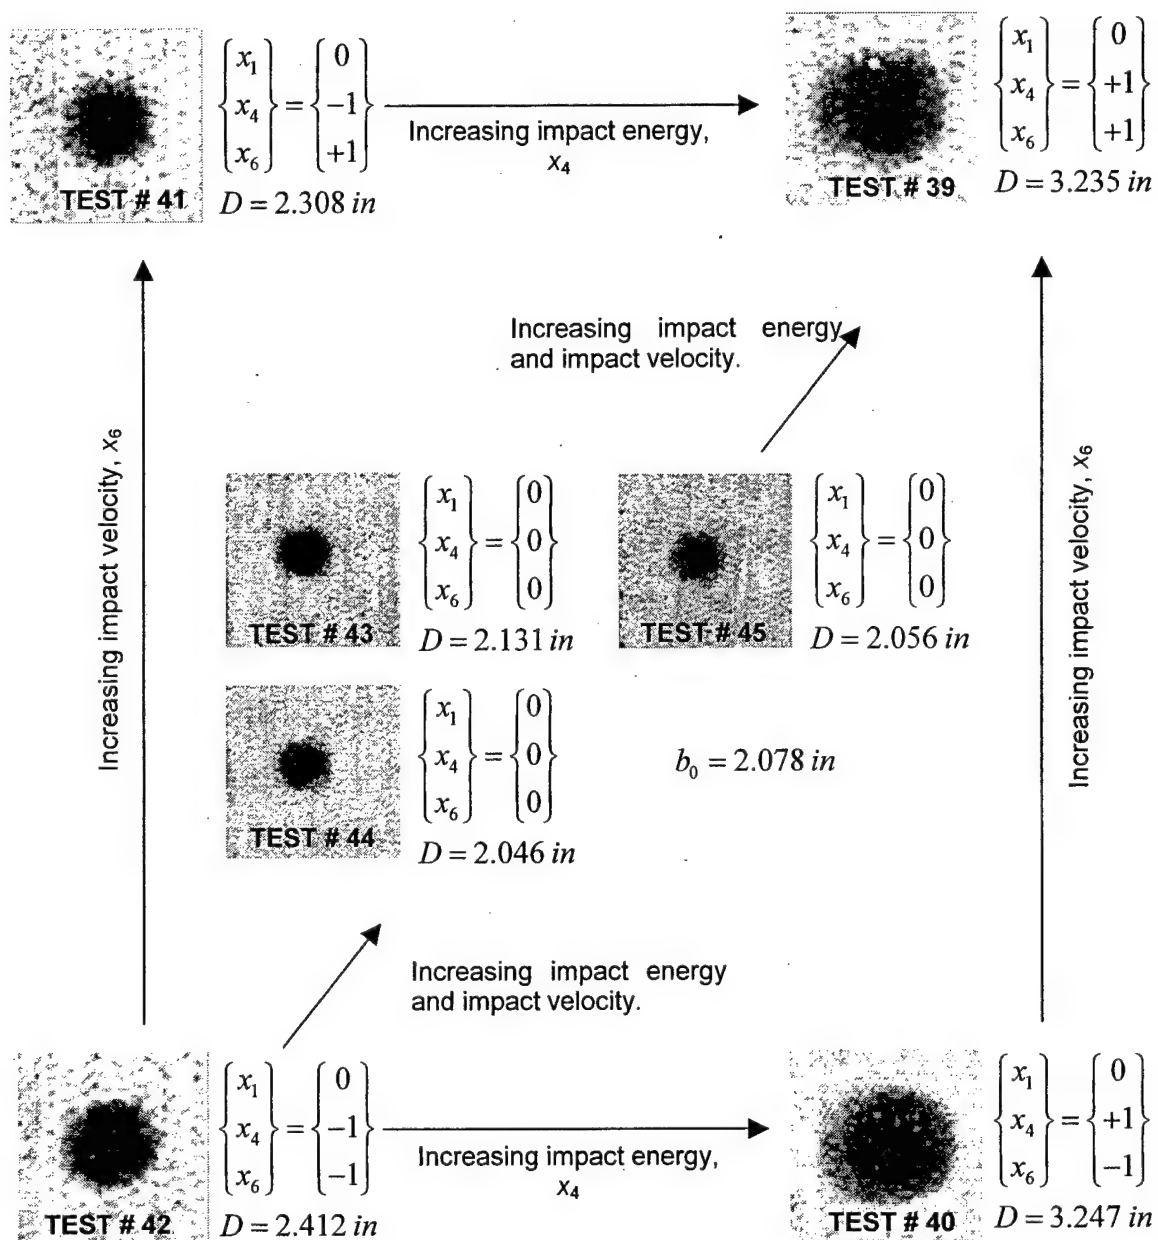 {x₁ x₄ x₆} = {0 −1 +1}
TEST # 41
D = 2.308 in
Increasing impact energy,
x₄
{x₁ x₄ x₆} = {0 +1 +1}
TEST # 39
D = 3.235 in
Increasing impact velocity, x₆
Increasing impact energy
and impact velocity.
Increasing impact velocity, x₆
{x₁ x₄ x₆} = {0 0 0}
TEST # 43
D = 2.131 in
{x₁ x₄ x₆} = {0 0 0}
TEST # 45
D = 2.056 in
{x₁ x₄ x₆} = {0 0 0}
TEST # 44
D = 2.046 in
b₀ = 2.078 in
Increasing impact energy
and impact velocity.
{x₁ x₄ x₆} = {0 −1 −1}
TEST # 42
D = 2.412 in
Increasing impact energy,
x₄
{x₁ x₄ x₆} = {0 +1 −1}
TEST # 40
D = 3.247 in